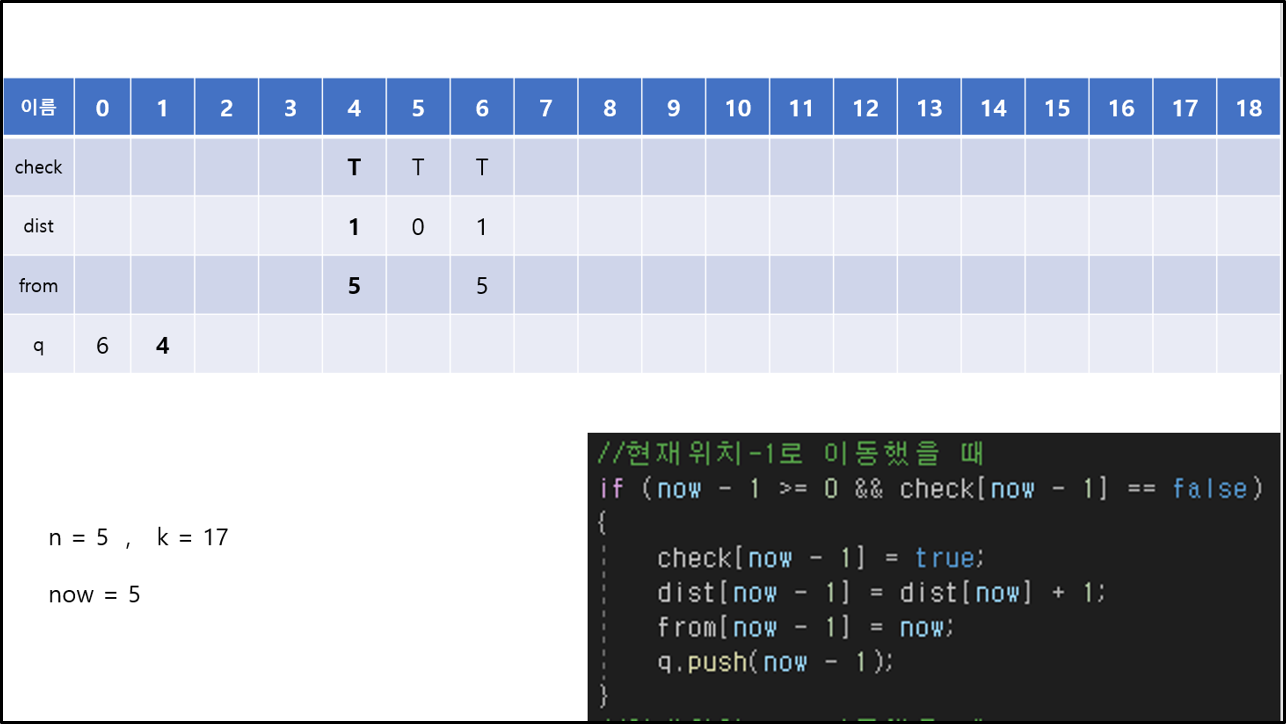 이름 0 1 2 3 4 5 6 7 8 9 10 11 12 13 14 15 16 17 18
check T T T
dist 1 0 1
from 5 5
q 6 4
n = 5 , k = 17
now = 5
//현재위치-1로 이동했을 때
if (now - 1 >= 0 && check[now - 1] == false)
{
check[now - 1] = true;
dist[now - 1] = dist[now] + 1;
from[now - 1] = now;
q.push(now - 1);
}